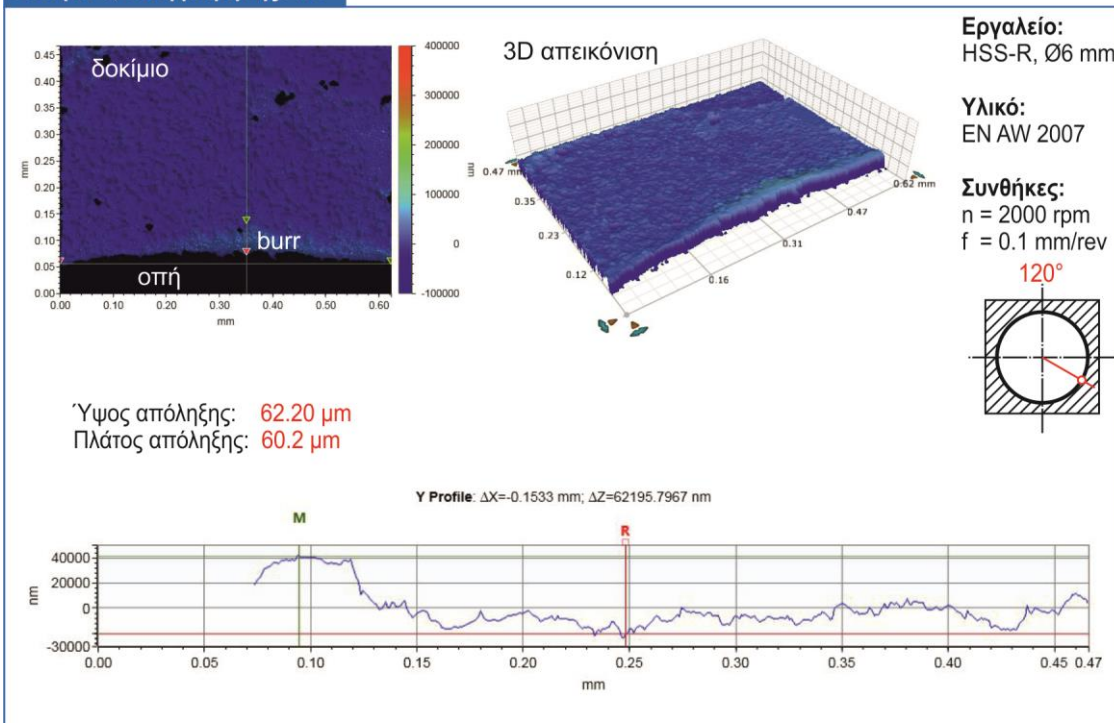 δοκίμιο
burr
οπή
0.45
0.40
0.35
0.30
0.25
0.20
0.15
0.10
0.05
0.00
mm
0.00 0.10 0.20 0.30 0.40 0.50 0.62
mm
400000
300000
200000
100000
0
-100000
nm
3D απεικόνιση
0.47 mm
0.35
0.23
0.12
0.16
0.31
0.47
0.62 mm
Εργαλείο:
HSS-R, Ø6 mm
Υλικό:
EN AW 2007
Συνθήκες:
n = 2000 rpm
f = 0.1 mm/rev
120°
Ύψος απόληξης: 62.20 μm
Πλάτος απόληξης: 60.2 μm
Y Profile: ΔX=-0.1533 mm; ΔZ=62195.7967 nm
M
R
40000
20000
0
-30000
nm
0.00 0.05 0.10 0.15 0.20 0.25 0.30 0.35 0.40 0.45 0.47
mm